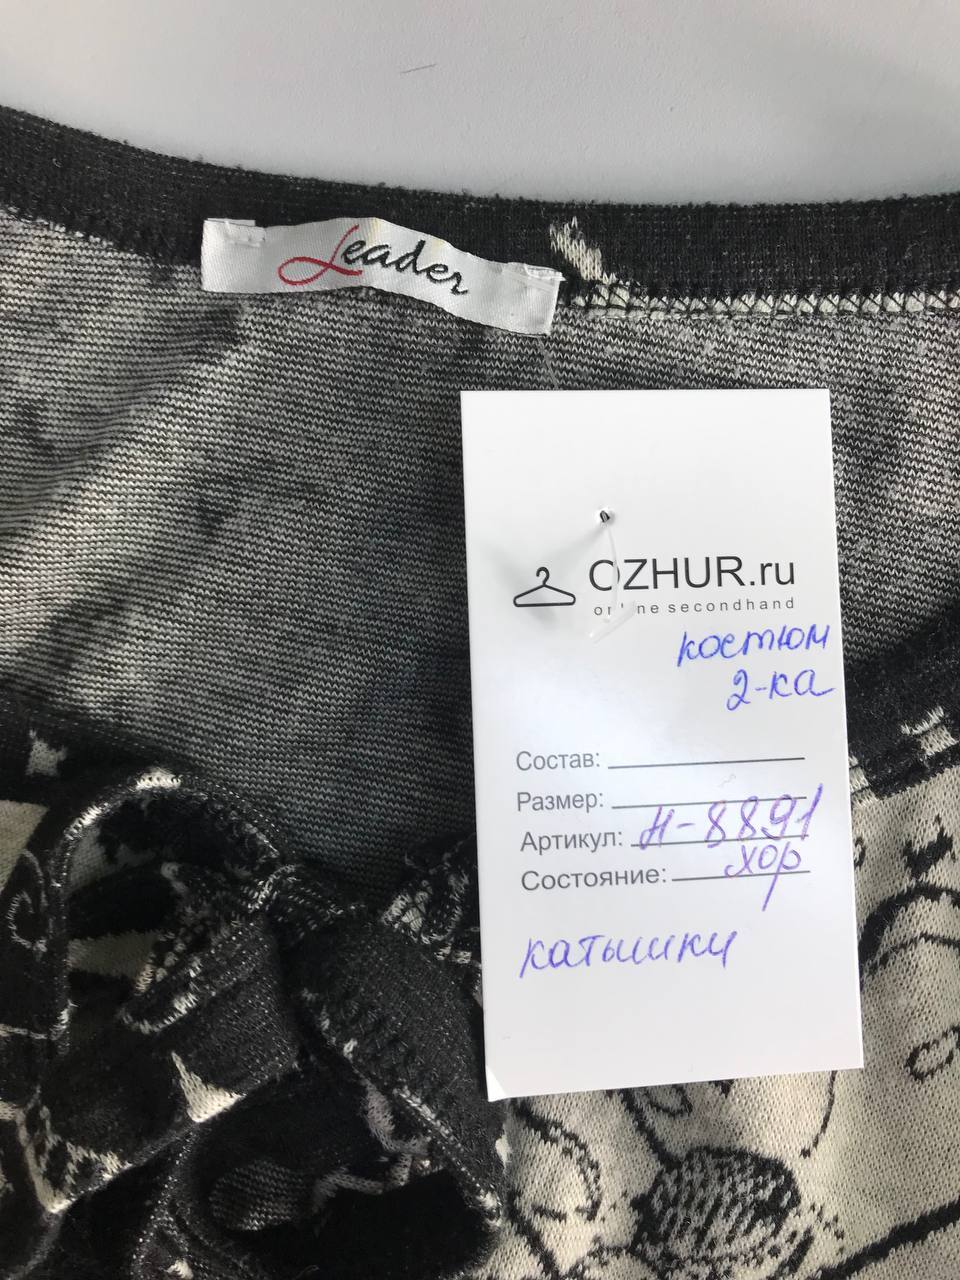 Leader
OZHUR.ru
online secondhand
костюм
2-ка
Состав:
Размер:
Артикул: н-8891
Состояние: хор
катышки